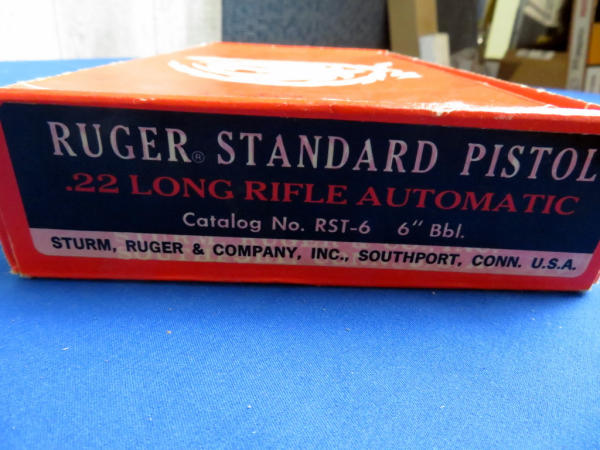 RUGER® STANDARD PISTOL
.22 LONG RIFLE AUTOMATIC
Catalog No. RST-6 6" Bbl.
STURM, RUGER & COMPANY, INC., SOUTHPORT, CONN. U.S.A.